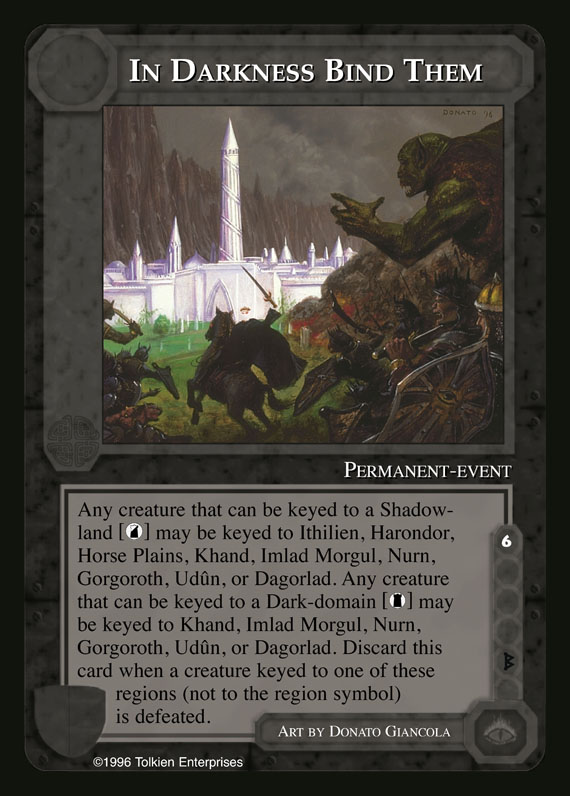 In Darkness Bind Them
DONATO 96
Permanent-event
Any creature that can be keyed to a Shadow-
land [] may be keyed to Ithilien, Harondor,
Horse Plains, Khand, Imlad Morgul, Nurn,
Gorgoroth, Udûn, or Dagorlad. Any creature
that can be keyed to a Dark-domain [] may
be keyed to Khand, Imlad Morgul, Nurn,
Gorgoroth, Udûn, or Dagorlad. Discard this
card when a creature keyed to one of these
regions (not to the region symbol)
is defeated.
6
Art by Donato Giancola
©1996 Tolkien Enterprises